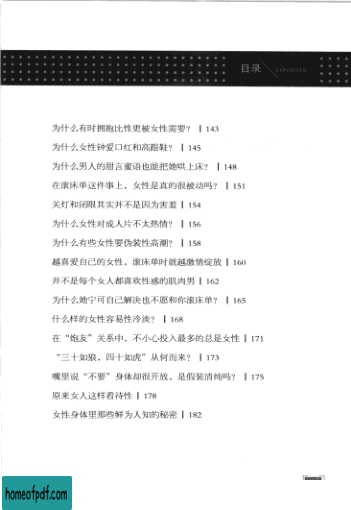 目录 CONTENTS
为什么有时拥抱比性更被女性需要？ | 143
为什么女性钟爱口红和高跟鞋？ | 145
为什么男人的甜言蜜语也能把她哄上床？ | 148
在滚床单这件事上，女性是真的很被动吗？ | 151
关灯和闭眼其实并不是因为害羞 | 154
为什么女性对成人片不太热情？ | 156
为什么有些女性要伪装性高潮？ | 158
越喜爱自己的女性，滚床单时就越激情绽放 | 160
并不是每个女人都喜欢性感的肌肉男 | 162
为什么她宁可自己解决也不愿和你滚床单？ | 165
什么样的女性容易性冷淡？ | 168
在“炮友”关系中，不小心投入最多的总是女性 | 171
“三十如狼，四十如虎”从何而来？ | 173
嘴里说“不要”身体却很开放，是假装清纯吗？ | 175
原来女人这样看待性 | 178
女性身体里那些鲜为人知的秘密 | 182
homeofpdf.com